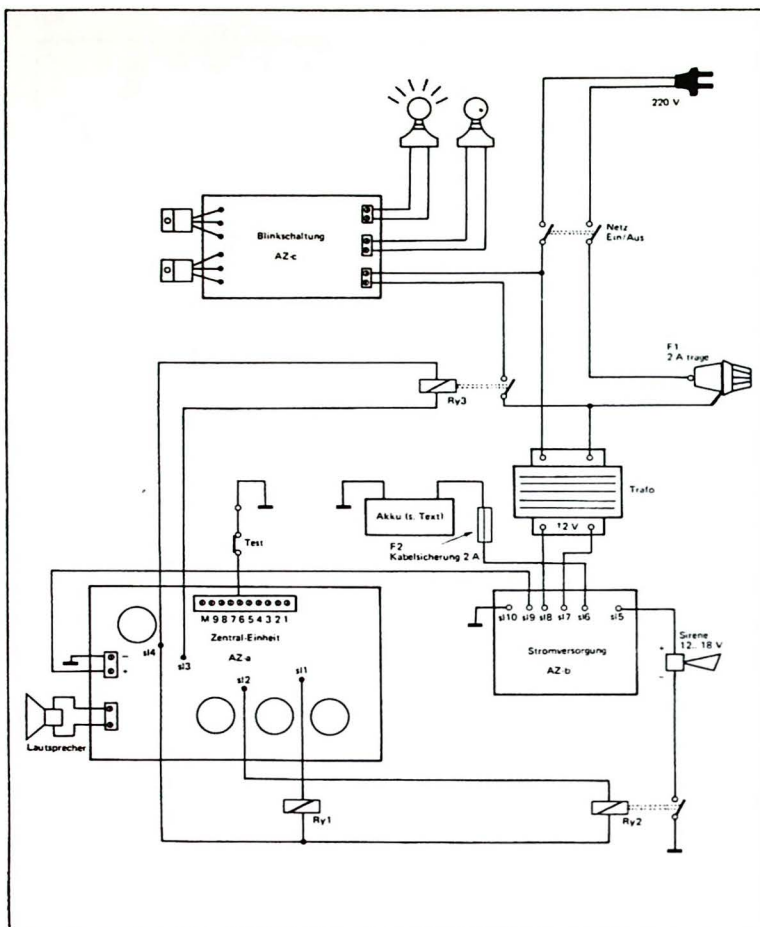 220 V
Blinkschaltung
AZ-c
Netz
Ein/Aus
F1
2 A träge
Ry3
Trafo
12 V
Akku (s. Text)
F2
Kabelsicherung 2 A
Test
M 9 8 7 6 5 4 3 2 1
Zentral-Einheit
AZ-a
sl4
sl3
sl2
sl1
−
+
Lautsprecher
sl10
sl9
sl8
sl7
sl6
sl5
Stromversorgung
AZ-b
Sirene
12... 18 V
+
−
Ry1
Ry2